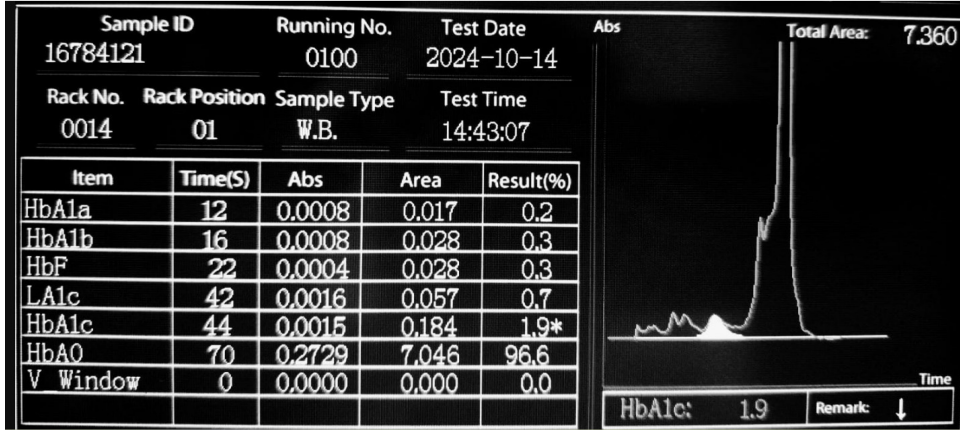 Sample ID Running No. Test Date
16784121 0100 2024-10-14
Rack No. Rack Position Sample Type Test Time
0014 01 W.B. 14:43:07
Item Time(S) Abs Area Result(%)
HbA1a 12 0.0008 0.017 0.2
HbA1b 16 0.0008 0.028 0.3
HbF 22 0.0004 0.028 0.3
LA1c 42 0.0016 0.057 0.7
HbA1c 44 0.0015 0.184 1.9*
HbA0 70 0.2729 7.046 96.6
V_Window 0 0.0000 0.000 0.0
Abs Total Area: 7.360
Time
HbA1c: 1.9 Remark: ↓